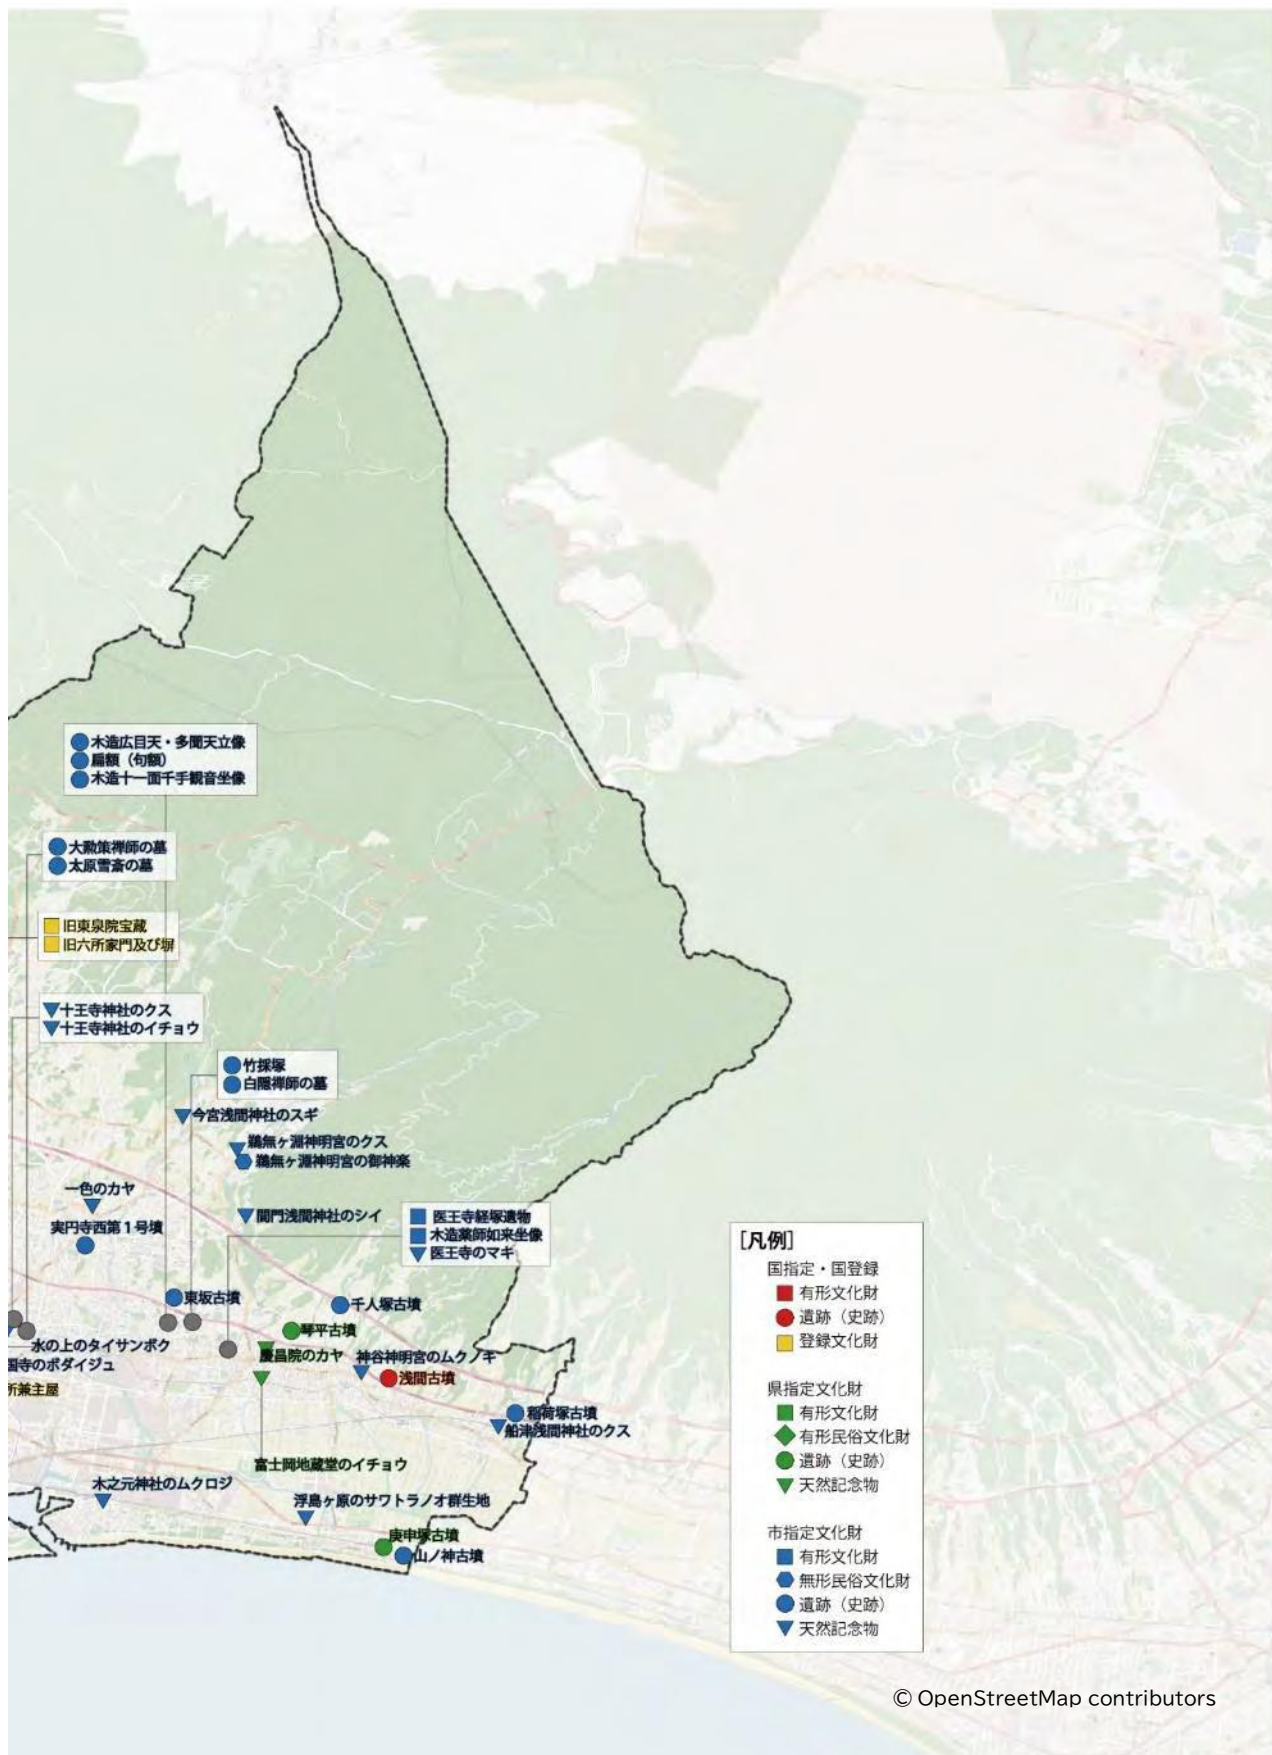 木造広目天・多聞天立像
扁額（句額）
木造十一面千手観音坐像
大勲策禅師の墓
太原雪斎の墓
旧東泉院宝蔵
旧六所家門及び塀
十王寺神社のクス
十王寺神社のイチョウ
竹採塚
白隠禅師の墓
今宮浅間神社のスギ
鵜無ヶ淵神明宮のクス
鵜無ヶ淵神明宮の御神楽
一色のカヤ
間門浅間神社のシイ
実円寺西第１号墳
医王寺経塚遺物
木造薬師如来坐像
医王寺のマキ
東坂古墳
千人塚古墳
琴平古墳
水の上のタイサンボク
慶昌院のカヤ
神谷神明宮のムクノキ
国寺のボダイジュ
浅間古墳
所兼主屋
稲荷塚古墳
船津浅間神社のクス
富士岡地蔵堂のイチョウ
木之元神社のムクロジ
浮島ヶ原のサワトラノオ群生地
庚申塚古墳
山ノ神古墳
［凡例］
国指定・国登録
有形文化財
遺跡（史跡）
登録文化財
県指定文化財
有形文化財
有形民俗文化財
遺跡（史跡）
天然記念物
市指定文化財
有形文化財
無形民俗文化財
遺跡（史跡）
天然記念物
© OpenStreetMap contributors